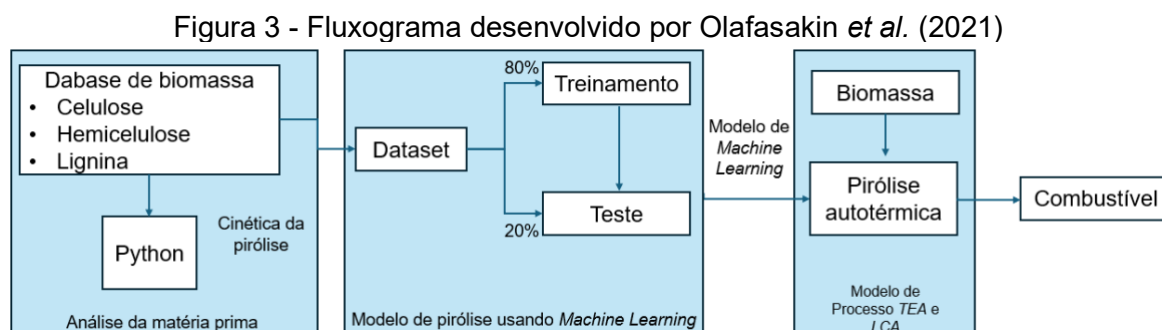 Figura 3 - Fluxograma desenvolvido por Olafasakin et al. (2021)
Dabase de biomassa
• Celulose
• Hemicelulose
• Lignina
Python
Cinética da
pirólise
Análise da matéria prima
Dataset
80%
Treinamento
20%
Teste
Modelo de pirólise usando Machine Learning
Modelo de
Machine
Learning
Biomassa
Pirólise
autotérmica
Modelo de
Processo TEA e
LCA
Combustível